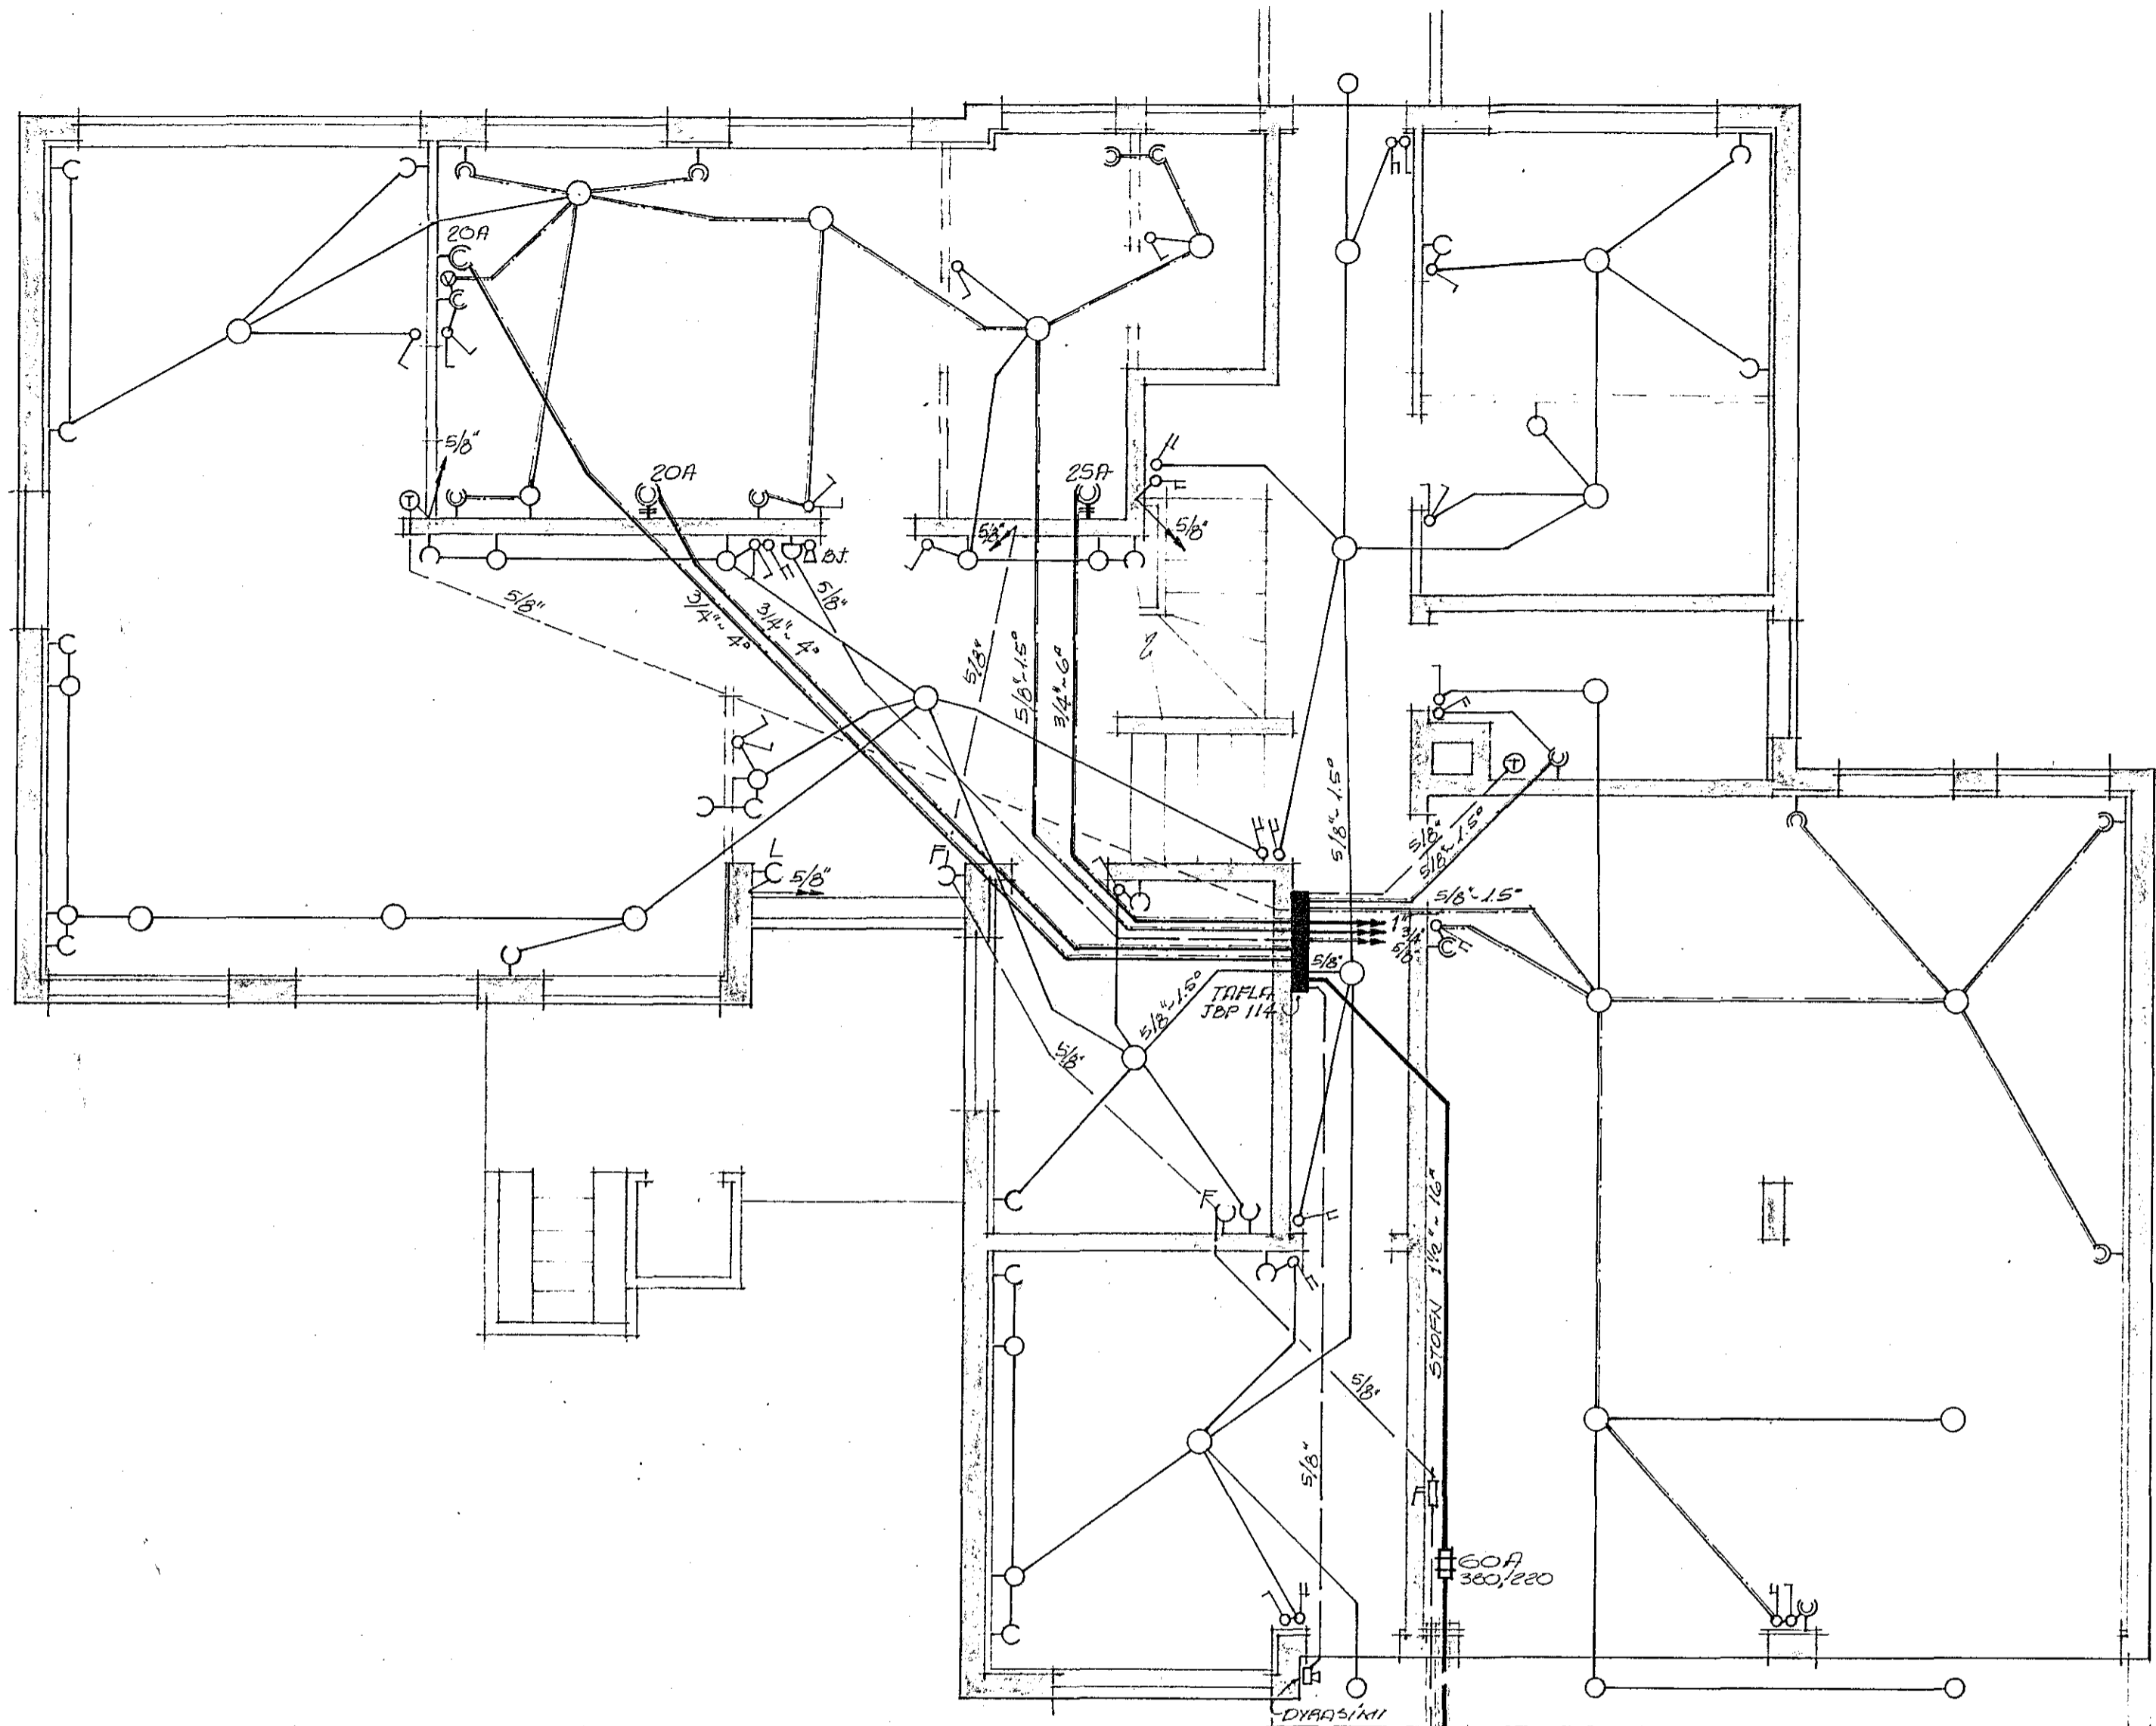 20A
5/8"
20A
25A
5/8"
5/8"
B.J.
5/8"
5/8"
3/4" ~ 4□
3/4" ~ 4□
5/8"
5/8" ~ 1.5□
3/4" ~ 6□
5/8" ~ 1.5□
5/8"
5/8" ~ 1.5□
L
5/8"
F
5/8" ~ 1.5□
1"
3/4"
5/8"
5/8"
TAFLA
JBP 114
5/8" ~ 1.5□
5/8"
F
STOFN 1 1/2" ~ 16□
5/8"
5/8"
F
60A
380/220
DYRASÍMI
T
T